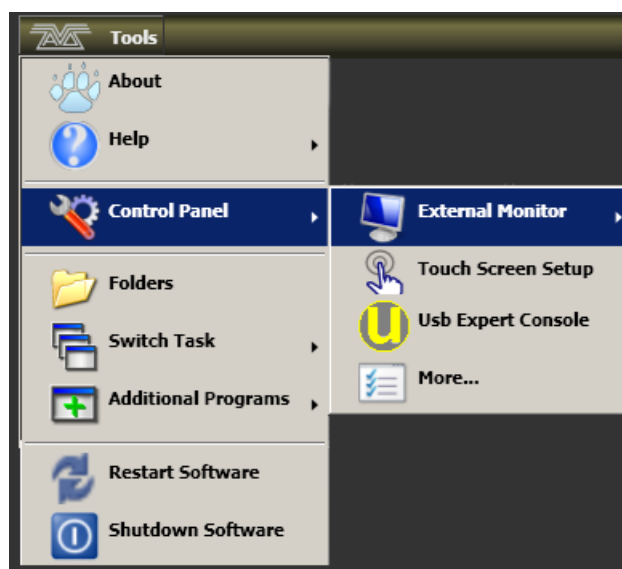 Tools
About
Help
Control Panel
External Monitor
Touch Screen Setup
Folders
Usb Expert Console
Switch Task
More...
Additional Programs
Restart Software
Shutdown Software